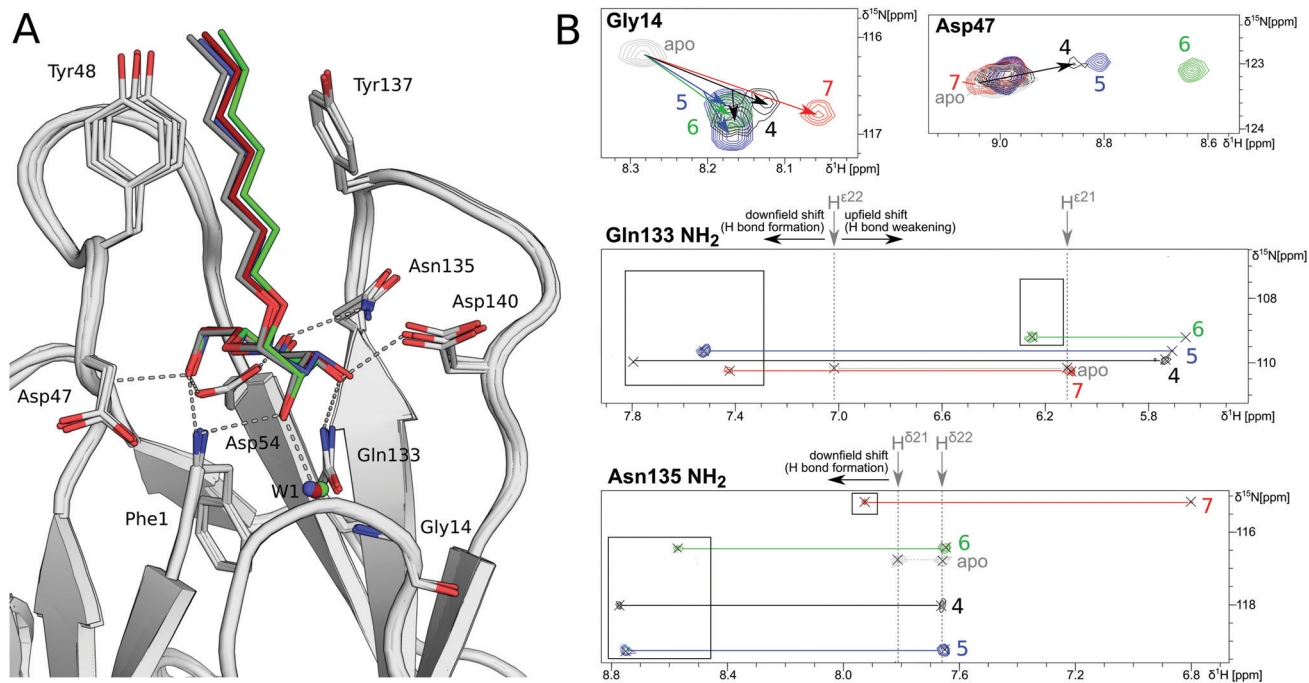 A
Tyr48
Tyr137
Asn135
Asp140
Asp47
Asp54
Gln133
W1
Phe1
Gly14
B
Gly14
δ¹⁵N[ppm]
apo
116
117
5
6
4
7
8.3 8.2 8.1
δ¹H [ppm]
Asp47
δ¹⁵N[ppm]
4
5
6
7
apo
123
124
9.0 8.8 8.6 δ¹H [ppm]
Hε22
Hε21
downfield shift
(H bond formation)
upfield shift
(H bond weakening)
Gln133 NH₂
δ¹⁵N[ppm]
108
110
6
5
4
apo
7
7.8 7.4 7.0 6.6 6.2 5.8 δ¹H [ppm]
Hδ21 Hδ22
downfield shift
(H bond formation)
Asn135 NH₂
δ¹⁵N[ppm]
116
118
7
6
apo
4
5
8.8 8.4 8.0 7.6 7.2 6.8 δ¹H [ppm]